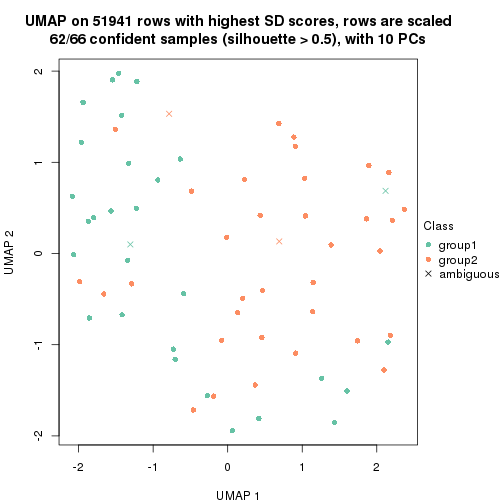 UMAP on 51941 rows with highest SD scores, rows are scaled
62/66 confident samples (silhouette > 0.5), with 10 PCs
2
1
0
-1
-2
UMAP 2
-2
-1
0
1
2
UMAP 1
Class
group1
group2
ambiguous